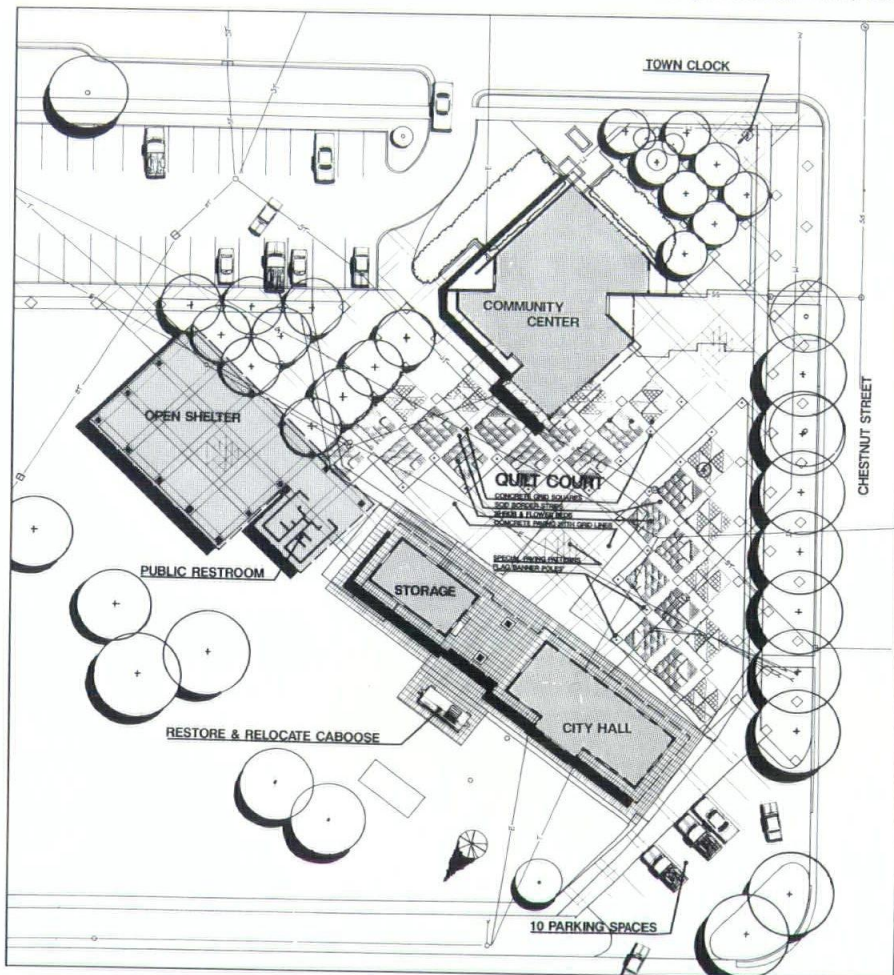 TOWN CLOCK
COMMUNITY
CENTER
CHESTNUT STREET
OPEN SHELTER
QUILT COURT
CONCRETE GRID SQUARES
SOD BORDER STRIPS
SHRUB & FLOWER BEDS
CONCRETE PAVING WITH GRID LINES
SPECIAL PAVING PATTERNS
FLAG/BANNER POLES
PUBLIC RESTROOM
STORAGE
RESTORE & RELOCATE CABOOSE
CITY HALL
10 PARKING SPACES